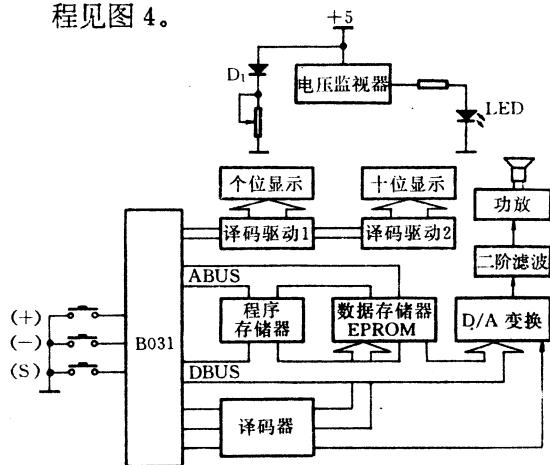 程见图 4。
+5
D₁
电压监视器
LED
个位显示
十位显示
功放
译码驱动1
译码驱动2
二阶滤波
ABUS
程序
存储器
数据存储器
EPROM
D/A 变换
(+)
(−)
(S)
B031
DBUS
译码器